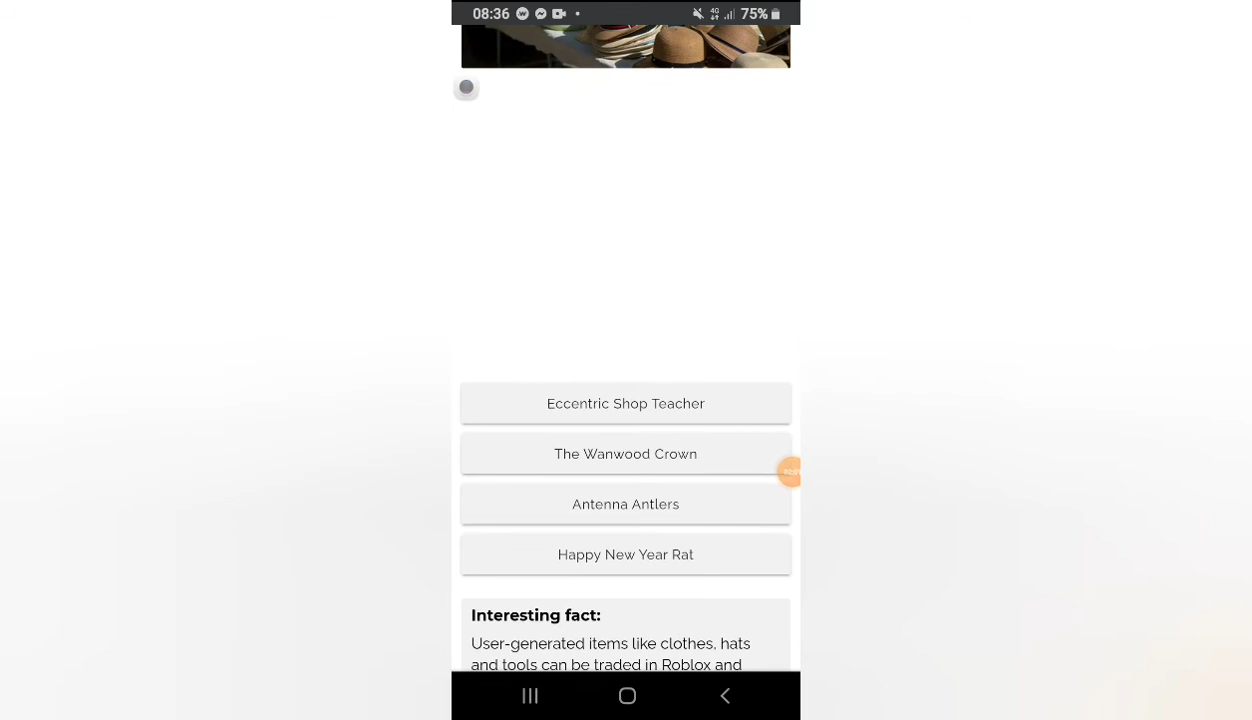 08:36
4G
75%
Eccentric Shop Teacher
The Wanwood Crown
Antenna Antlers
Happy New Year Rat
Interesting fact:
User-generated items like clothes, hats
and tools can be traded in Roblox and